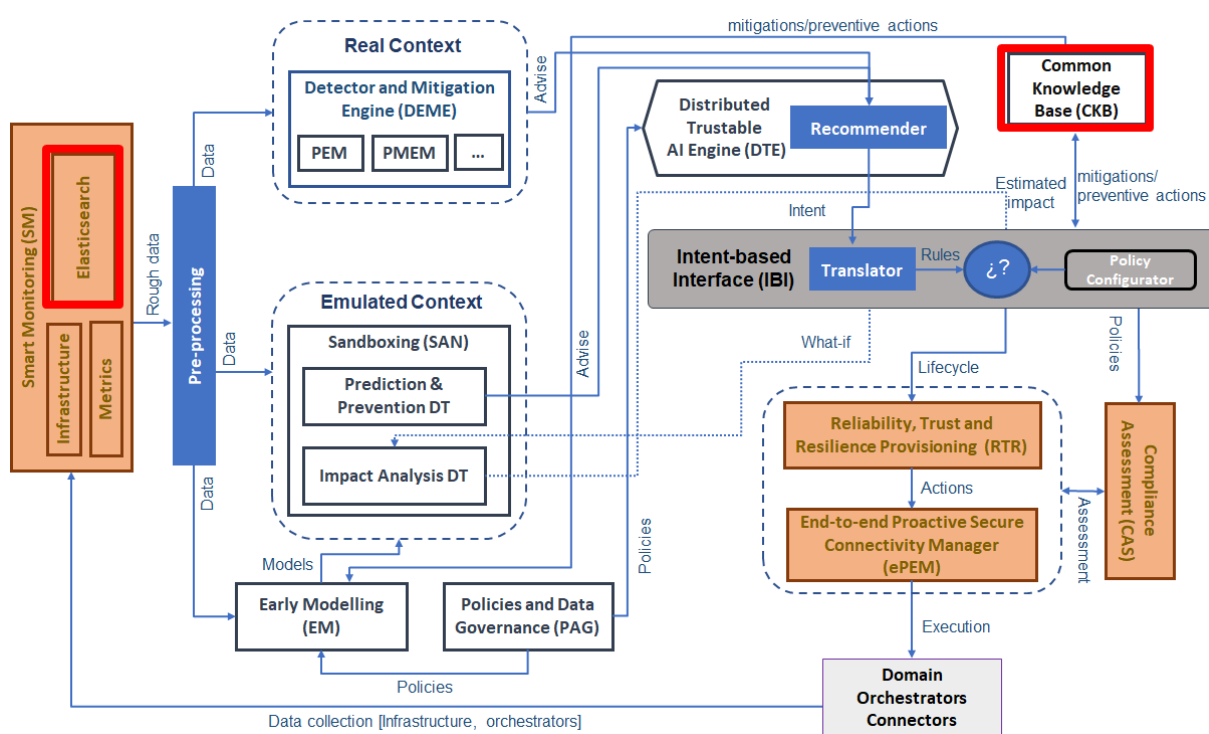 mitigations/preventive actions
Real Context
Detector and Mitigation
Engine (DEME)
PEM
PMEM
...
Advise
Distributed
Trustable
AI Engine (DTE)
Recommender
Common
Knowledge
Base (CKB)
Smart Monitoring (SM)
Elasticsearch
Infrastructure
Metrics
Rough data
Pre-processing
Data
Data
Data
Intent
Estimated
impact
mitigations/
preventive actions
Intent-based
Interface (IBI)
Translator
Rules
¿?
Policy
Configurator
Emulated Context
Sandboxing (SAN)
Prediction &
Prevention DT
Impact Analysis DT
Advise
What-if
Lifecycle
Policies
Reliability, Trust and
Resilience Provisioning (RTR)
Actions
End-to-end Proactive Secure
Connectivity Manager
(ePEM)
Compliance
Assessment (CAS)
Assessment
Models
Policies
Early Modelling
(EM)
Policies and Data
Governance (PAG)
Policies
Execution
Domain
Orchestrators
Connectors
Data collection [Infrastructure, orchestrators]